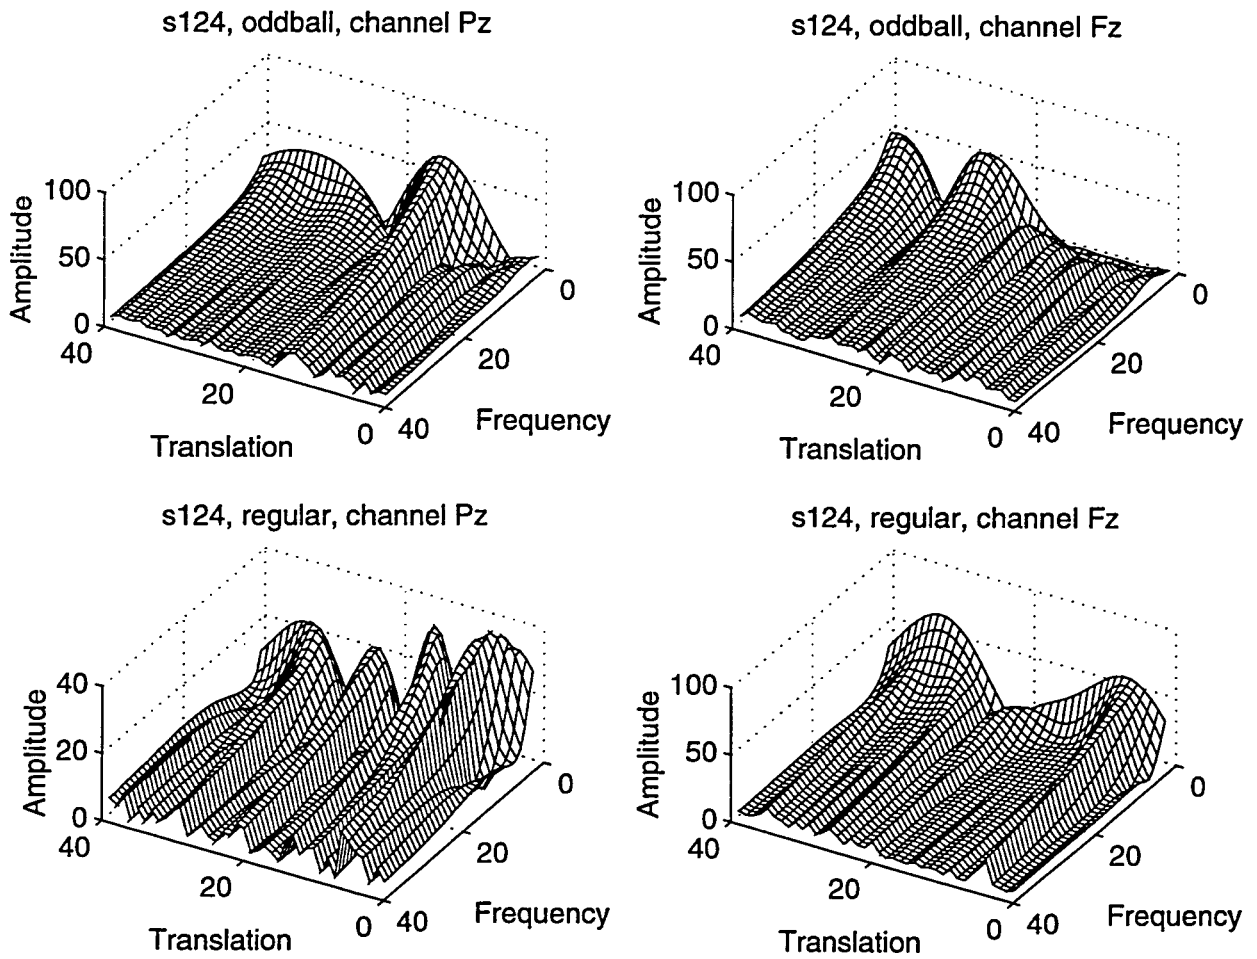 s124, oddball, channel Pz
100
50
0
40
20
0
40
20
0
Amplitude
Translation
Frequency
s124, oddball, channel Fz
100
50
0
40
20
0
40
20
0
Amplitude
Translation
Frequency
s124, regular, channel Pz
40
20
0
40
20
0
40
20
0
Amplitude
Translation
Frequency
s124, regular, channel Fz
100
50
0
40
20
0
40
20
0
Amplitude
Translation
Frequency